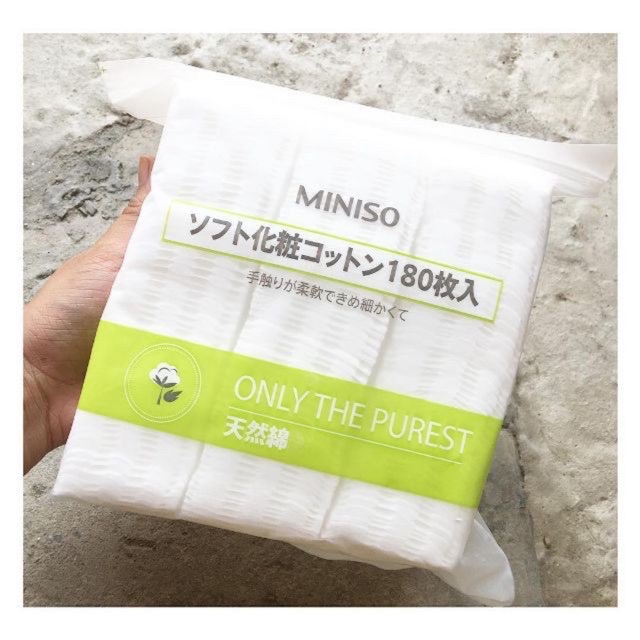 MINISO
ソフト化粧コットン180枚入
手触りが柔軟できめ細かくて
ONLY THE PUREST
天然綿